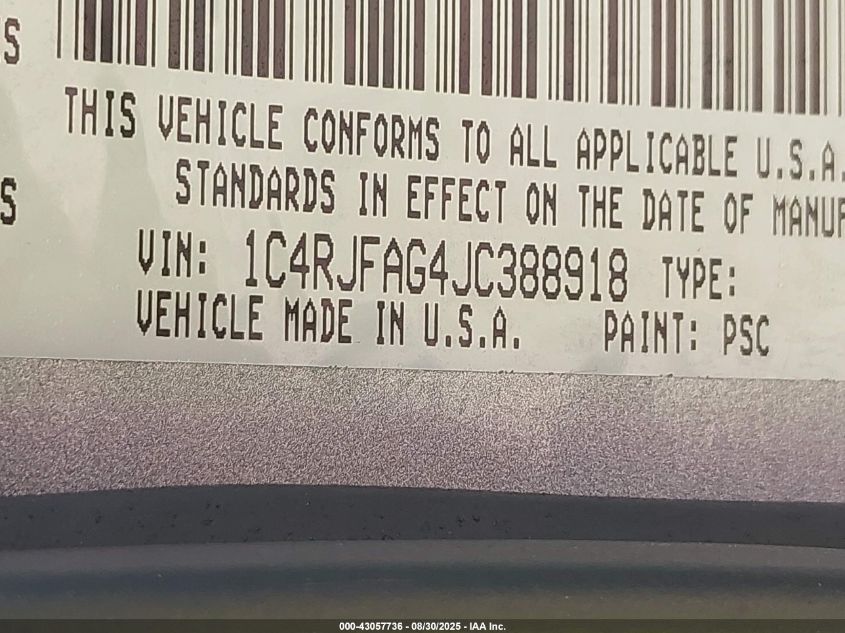 S
THIS VEHICLE CONFORMS TO ALL APPLICABLE U.S.A.
STANDARDS IN EFFECT ON THE DATE OF MANUF
S
VIN: 1C4RJFAG4JC388918 TYPE:
VEHICLE MADE IN U.S.A. PAINT: PSC
000-43057736 - 08/30/2025 - IAA Inc.